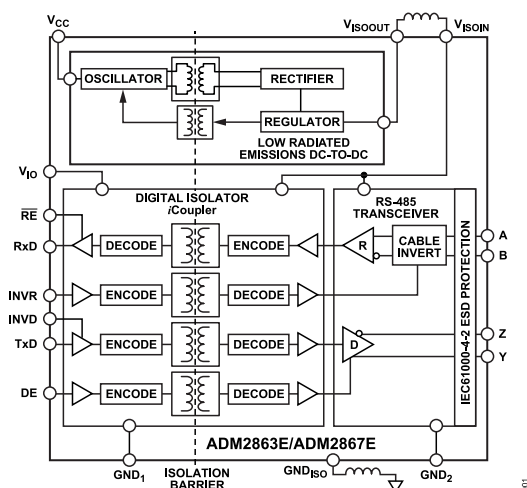 VCC
VISOOUT
VISOIN
OSCILLATOR
RECTIFIER
REGULATOR
LOW RADIATED
EMISSIONS DC-TO-DC
VIO
DIGITAL ISOLATOR
iCoupler
RS-485
TRANSCEIVER
RE
RxD
DECODE
ENCODE
R
CABLE
INVERT
A
B
IEC61000-4-2 ESD PROTECTION
INVR
ENCODE
DECODE
INVD
TxD
ENCODE
DECODE
D
Z
Y
DE
ENCODE
DECODE
ADM2863E/ADM2867E
GND1
ISOLATION
BARRIER
GNDISO
GND2
01